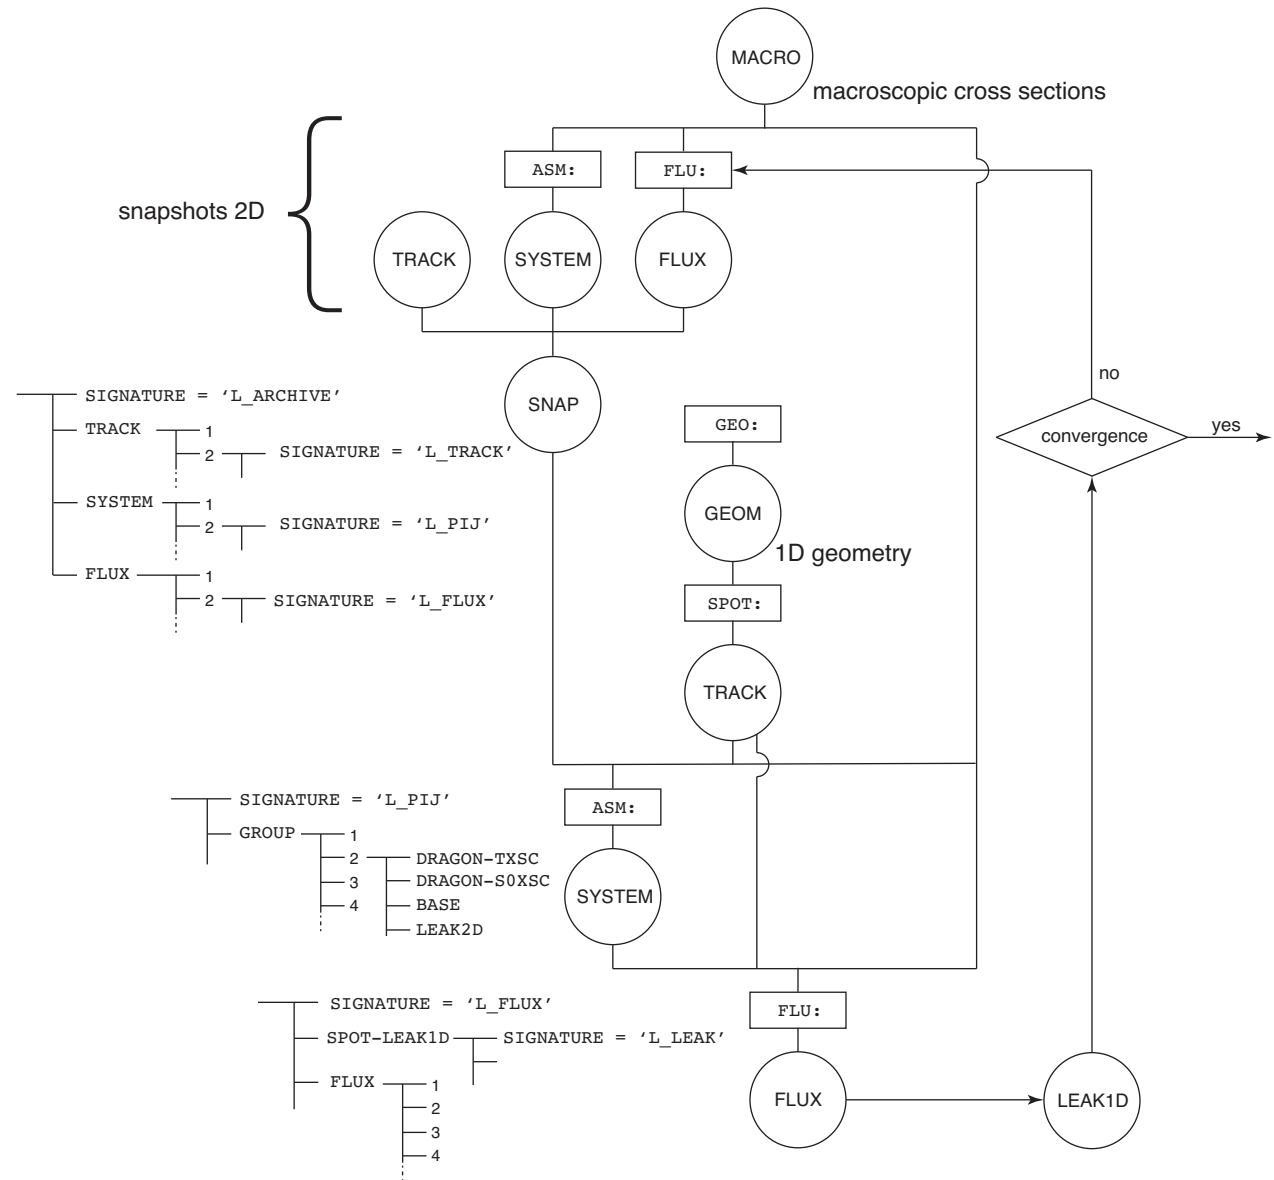 MACRO
macroscopic cross sections
ASM:
FLU:
snapshots 2D
TRACK
SYSTEM
FLUX
no
SIGNATURE = ‘L_ARCHIVE’
SNAP
TRACK
1
2
SIGNATURE = ‘L_TRACK’
GEO:
convergence
yes
SYSTEM
1
2
SIGNATURE = ‘L_PIJ’
GEOM
1D geometry
FLUX
1
2
SIGNATURE = ‘L_FLUX’
SPOT:
TRACK
SIGNATURE = ‘L_PIJ’
ASM:
GROUP
1
2
DRAGON-TXSC
3
DRAGON-S0XSC
4
BASE
LEAK2D
SYSTEM
SIGNATURE = ‘L_FLUX’
FLU:
SPOT-LEAK1D
SIGNATURE = ‘L_LEAK’
FLUX
1
2
3
4
FLUX
LEAK1D